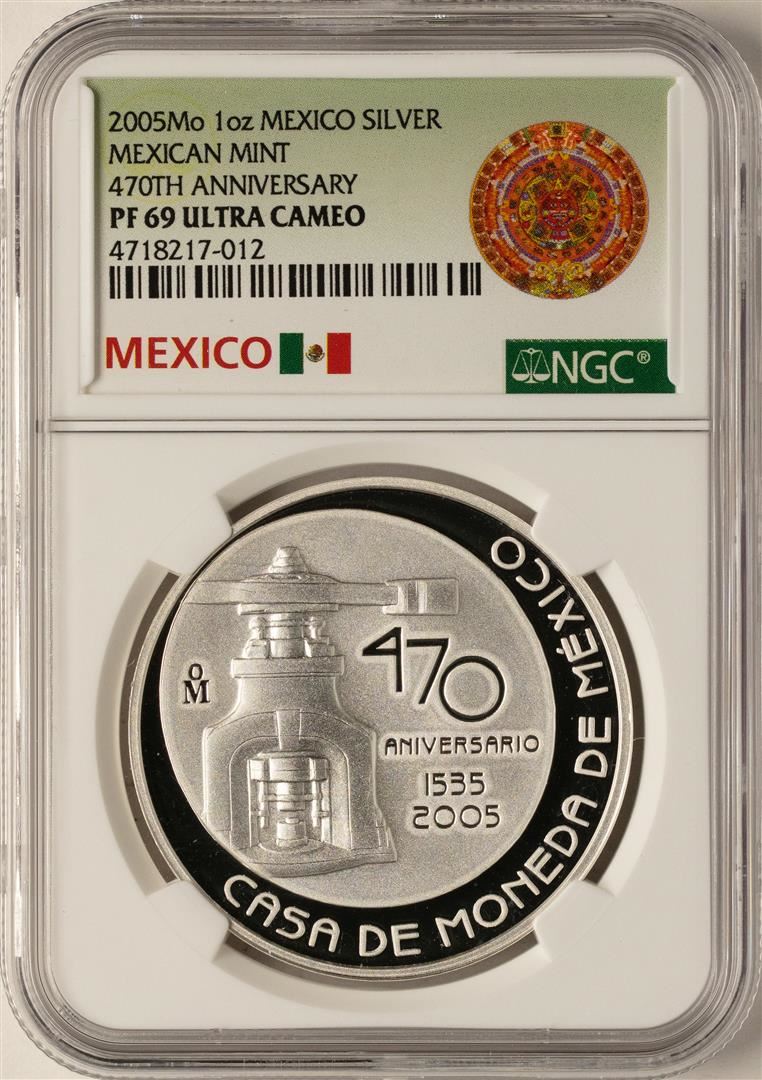 2005Mo 1oz MEXICO SILVER
MEXICAN MINT
470TH ANNIVERSARY
PF 69 ULTRA CAMEO
4718217-012
MEXICO
NGC®
oM
470
ANIVERSARIO
1535
2005
CASA DE MONEDA DE MÉXICO